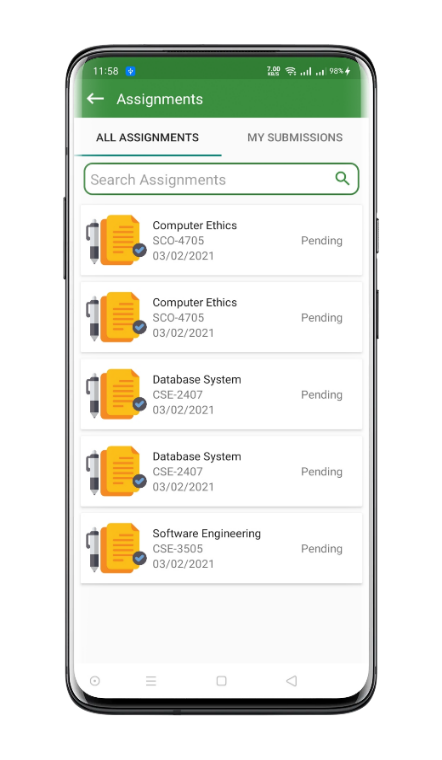 11:58 7.00 KB/S 98%
Assignments
ALL ASSIGNMENTS MY SUBMISSIONS
Search Assignments
Computer Ethics
SCO-4705 Pending
03/02/2021
Computer Ethics
SCO-4705 Pending
03/02/2021
Database System
CSE-2407 Pending
03/02/2021
Database System
CSE-2407 Pending
03/02/2021
Software Engineering
CSE-3505 Pending
03/02/2021